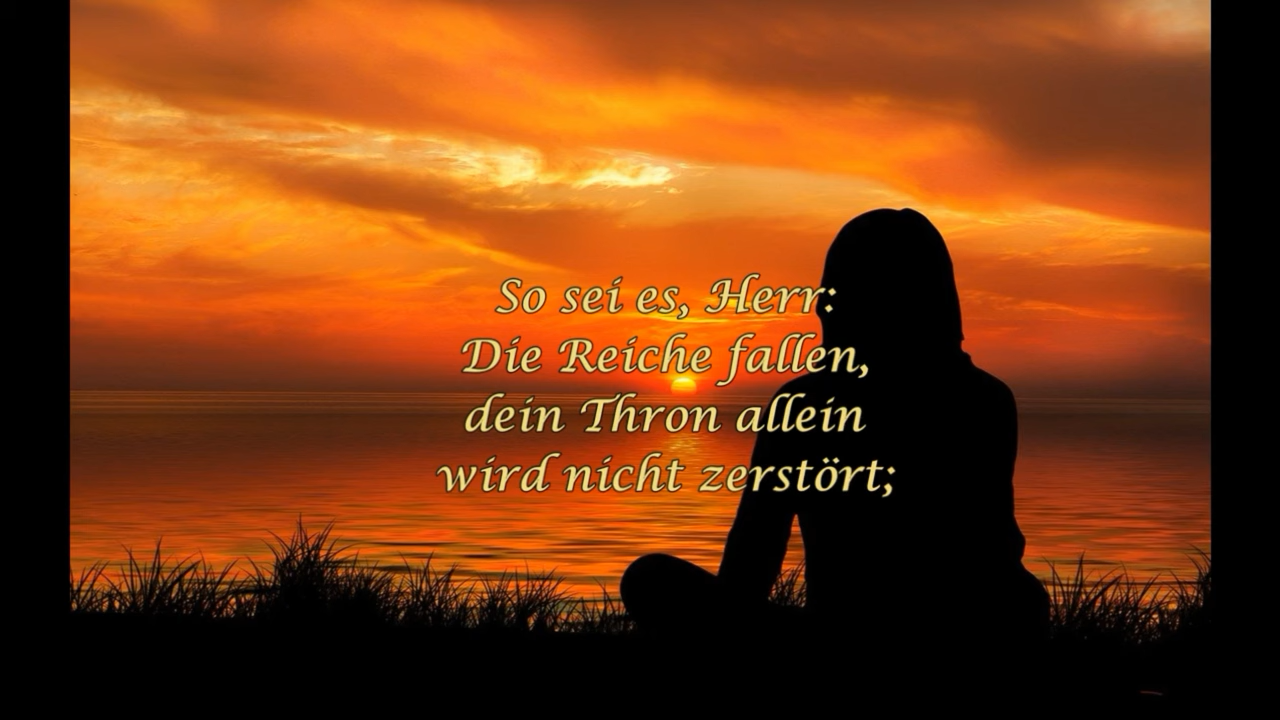 So sei es, Herr:
Die Reiche fallen,
dein Thron allein
wird nicht zerstört;